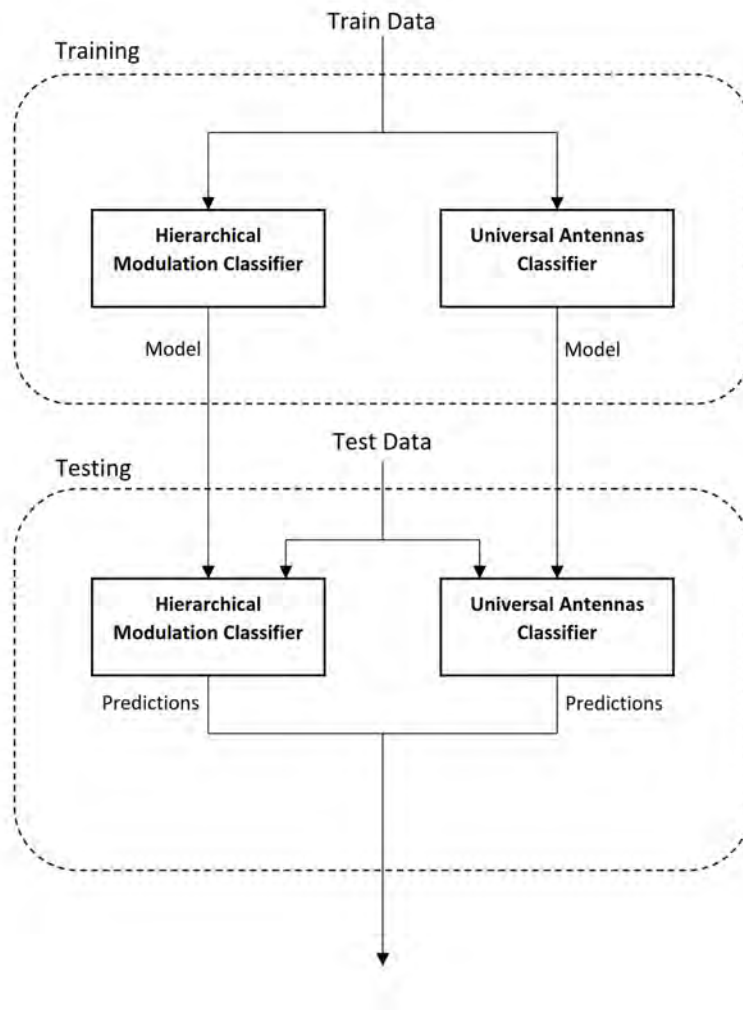 Train Data
Training
Hierarchical
Modulation Classifier
Universal Antennas
Classifier
Model
Model
Test Data
Testing
Hierarchical
Modulation Classifier
Universal Antennas
Classifier
Predictions
Predictions